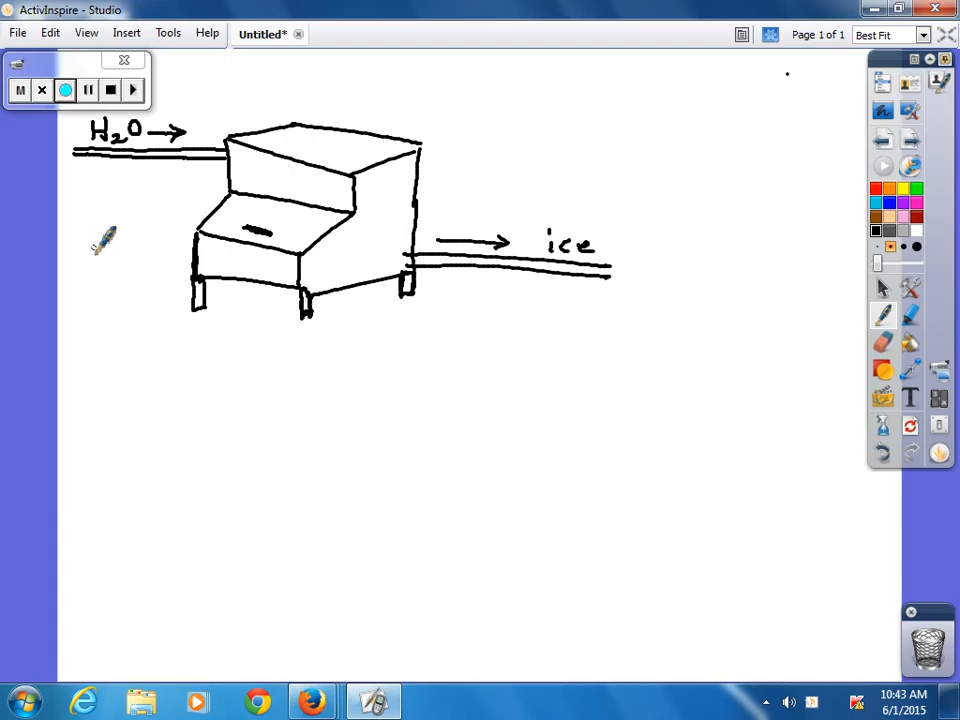 ActivInspire - Studio
File Edit View Insert Tools Help Untitled* Page 1 of 1 Best Fit
M
H₂O →
→ ice
T
10:43 AM
6/1/2015